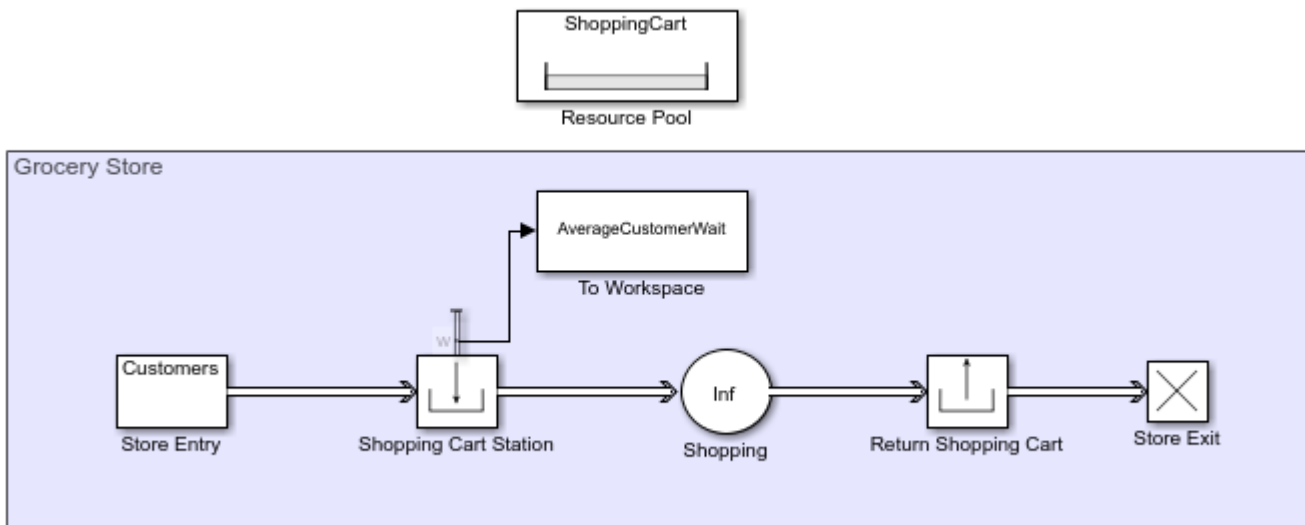 ShoppingCart
Resource Pool
Grocery Store
AverageCustomerWait
To Workspace
w
Customers
Inf
Store Entry
Shopping Cart Station
Shopping
Return Shopping Cart
Store Exit